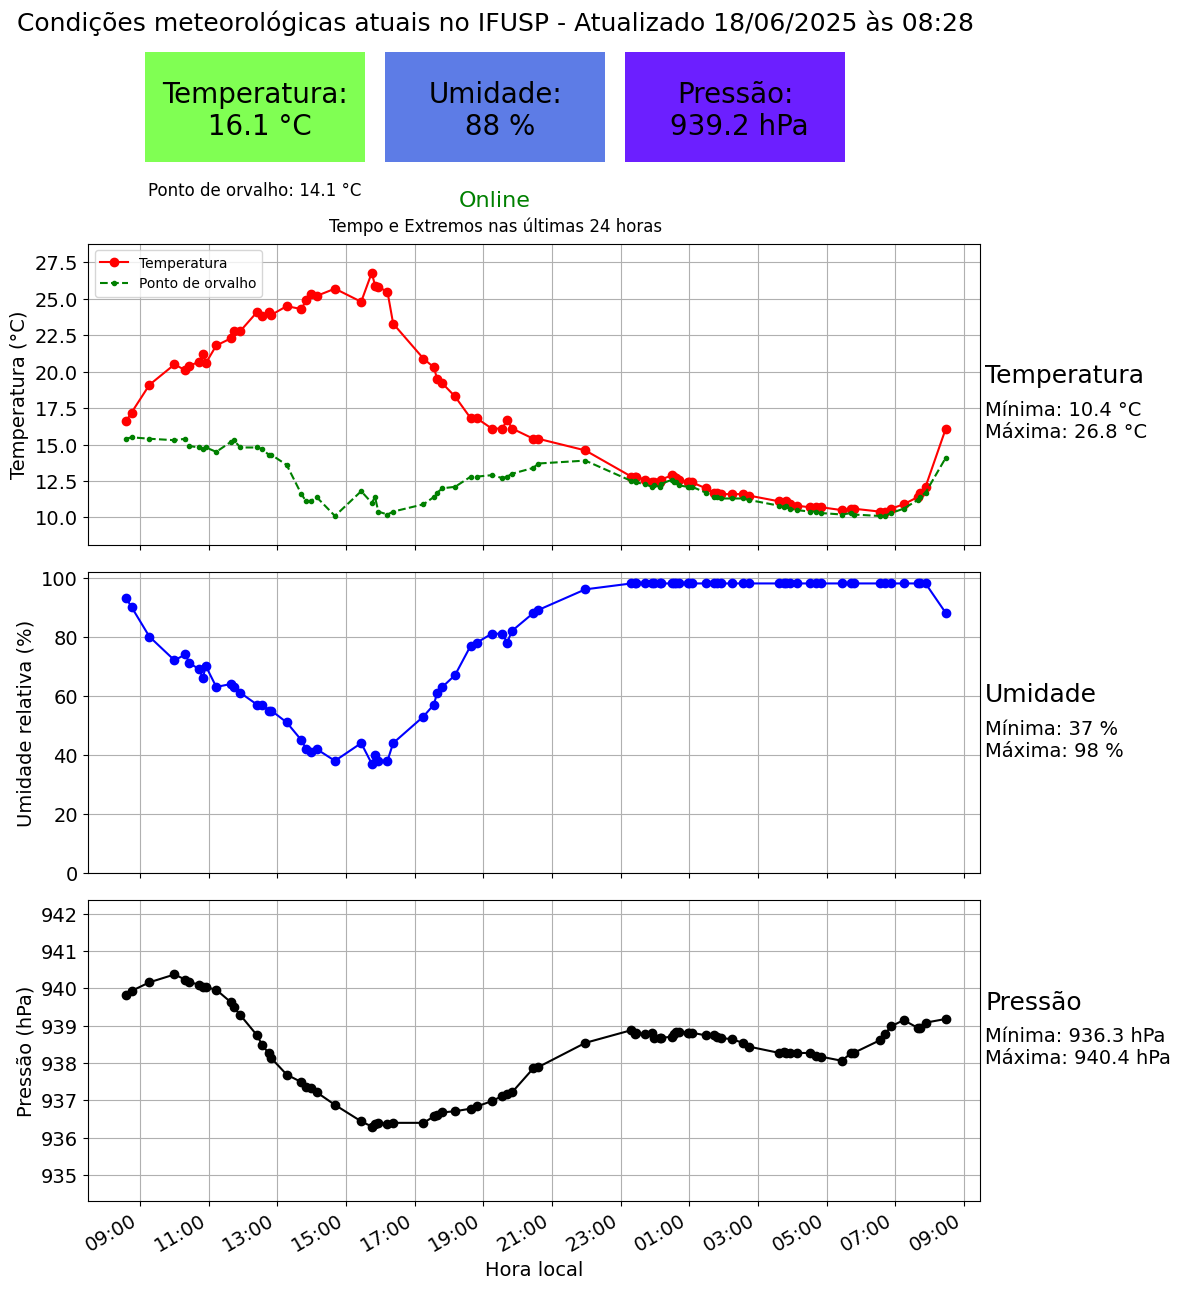 Condições meteorológicas atuais no IFUSP - Atualizado 18/06/2025 às 08:28
Temperatura:
16.1 °C
Umidade:
88 %
Pressão:
939.2 hPa
Ponto de orvalho: 14.1 °C
Online
Tempo e Extremos nas últimas 24 horas
Temperatura (°C)
27.5
25.0
22.5
20.0
17.5
15.0
12.5
10.0
Temperatura
Ponto de orvalho
Temperatura
Mínima: 10.4 °C
Máxima: 26.8 °C
Umidade relativa (%)
100
80
60
40
20
0
Umidade
Mínima: 37 %
Máxima: 98 %
Pressão (hPa)
942
941
940
939
938
937
936
935
Pressão
Mínima: 936.3 hPa
Máxima: 940.4 hPa
09:00
11:00
13:00
15:00
17:00
19:00
21:00
23:00
01:00
03:00
05:00
07:00
09:00
Hora local